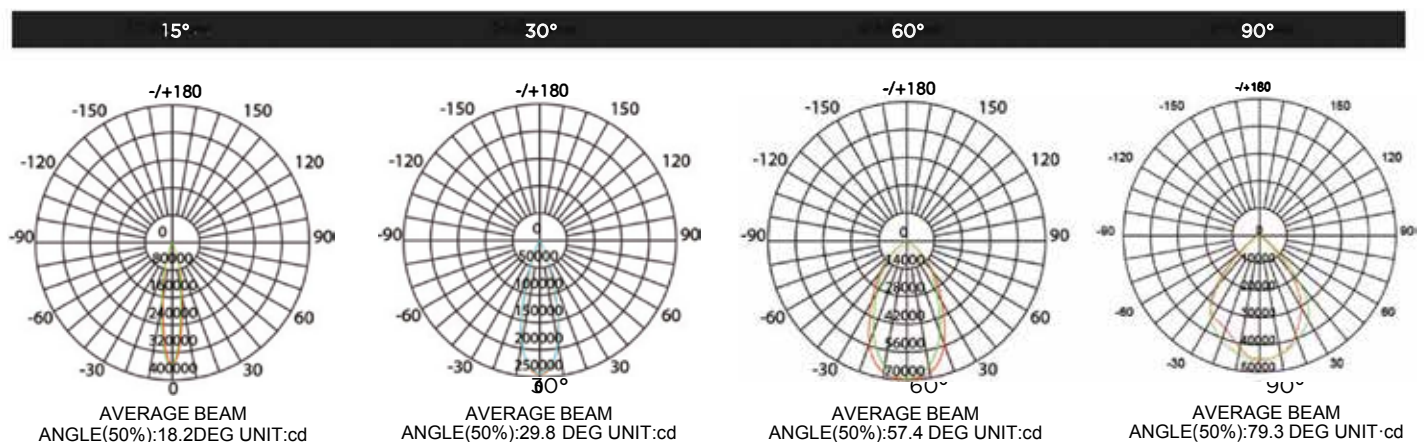 15° 30° 60° 90°
-/+180 -/+180 -/+180 -/+180
-150 150 -150 150 -150 150 -150 150
-120 120 -120 120 -120 120 -120 120
0 0 0 0
-90 90 -90 90 -90 90 -90 90
80000 50000 14000 10000
160000 100000 28000 20000
240000 150000 42000 30000
-60 60 -60 60 -60 60 -60 60
320000 200000 56000 40000
-30 30 -30 30 -30 30 -30 30
400000 250000 70000 50000
0 30° 60° 90°
AVERAGE BEAM
ANGLE(50%):18.2DEG UNIT:cd
AVERAGE BEAM
ANGLE(50%):29.8 DEG UNIT:cd
AVERAGE BEAM
ANGLE(50%):57.4 DEG UNIT:cd
AVERAGE BEAM
ANGLE(50%):79.3 DEG UNIT:cd